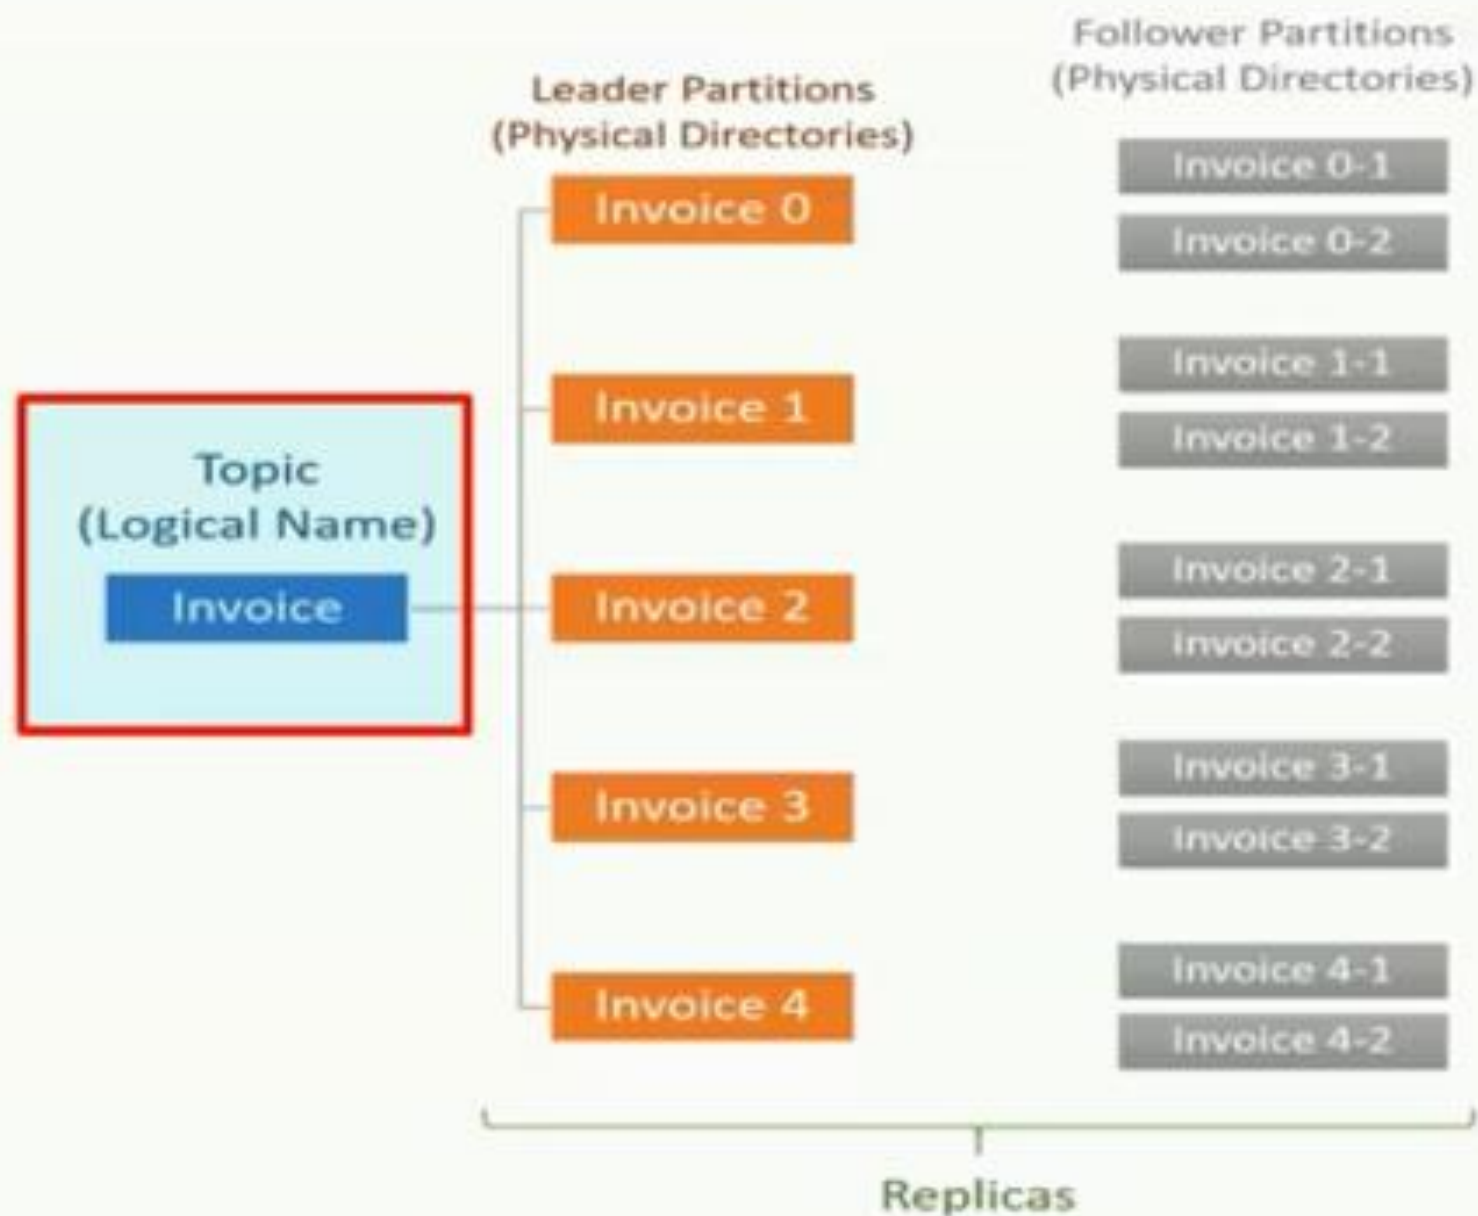 Follower Partitions
(Physical Directories)
Leader Partitions
(Physical Directories)
Invoice 0
Invoice 0-1
Invoice 0-2
Invoice 1
Invoice 1-1
Invoice 1-2
Topic
(Logical Name)
Invoice
Invoice 2
Invoice 2-1
Invoice 2-2
Invoice 3
Invoice 3-1
Invoice 3-2
Invoice 4
Invoice 4-1
Invoice 4-2
Replicas